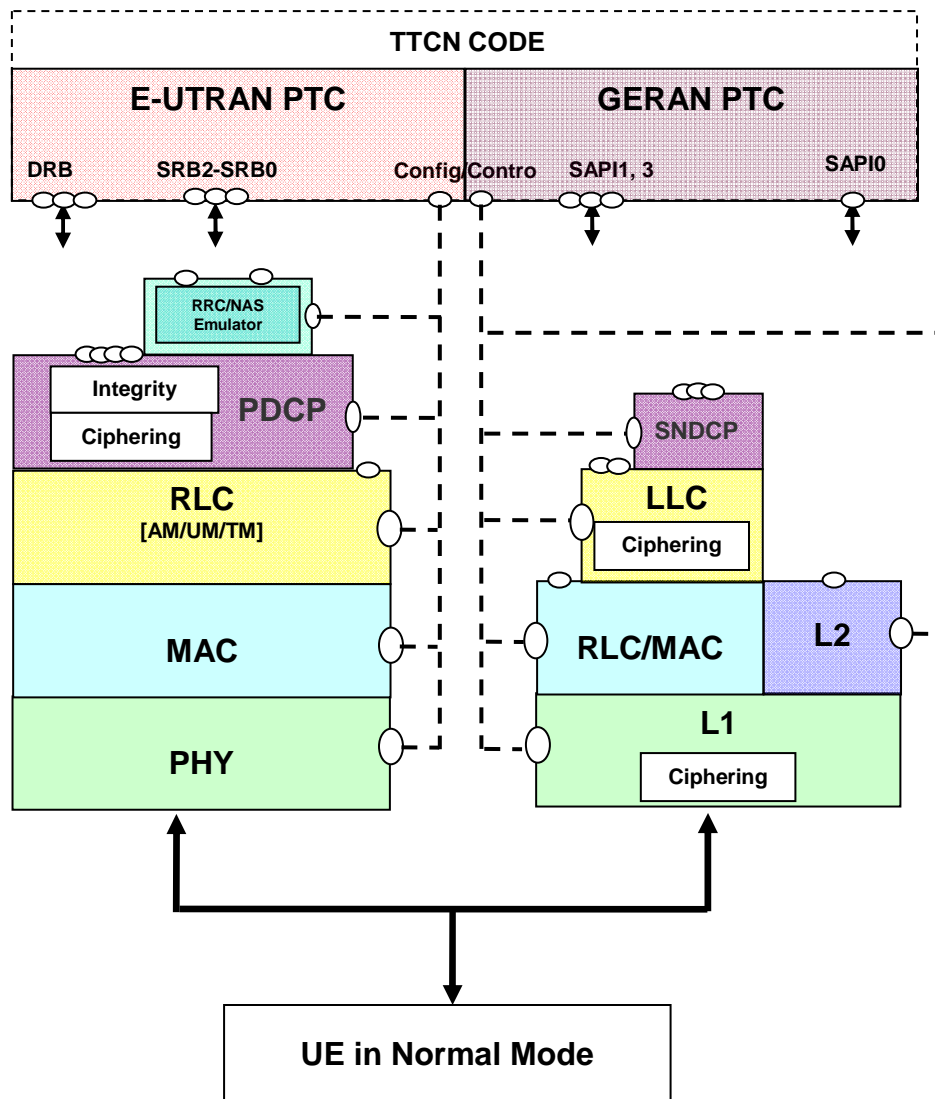 TTCN CODE
E-UTRAN PTC
GERAN PTC
DRB
SRB2-SRB0
Config/Contro
SAPI1, 3
SAPI0
RRC/NAS
Emulator
Integrity
PDCP
Ciphering
SNDCP
RLC
[AM/UM/TM]
LLC
Ciphering
MAC
RLC/MAC
L2
PHY
L1
Ciphering
UE in Normal Mode